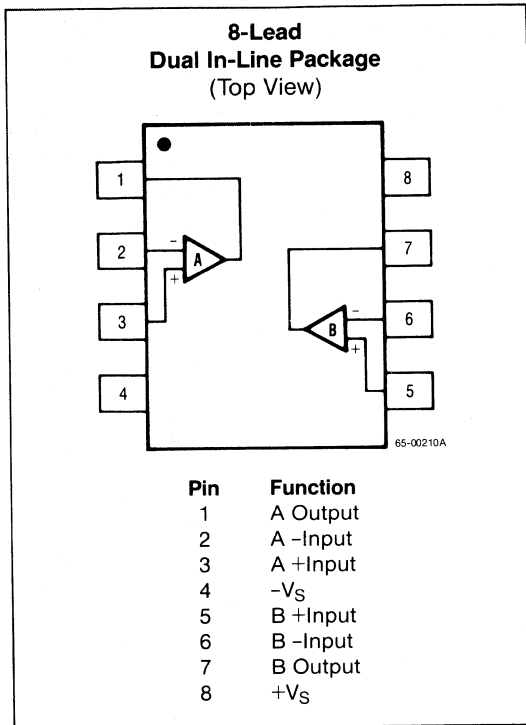 8-Lead
Dual In-Line Package
(Top View)
1
8
2
-
A
+
7
3
-
B
+
6
4
5
65-00210A
Pin Function
1 A Output
2 A –Input
3 A +Input
4 –VS
5 B +Input
6 B –Input
7 B Output
8 +VS